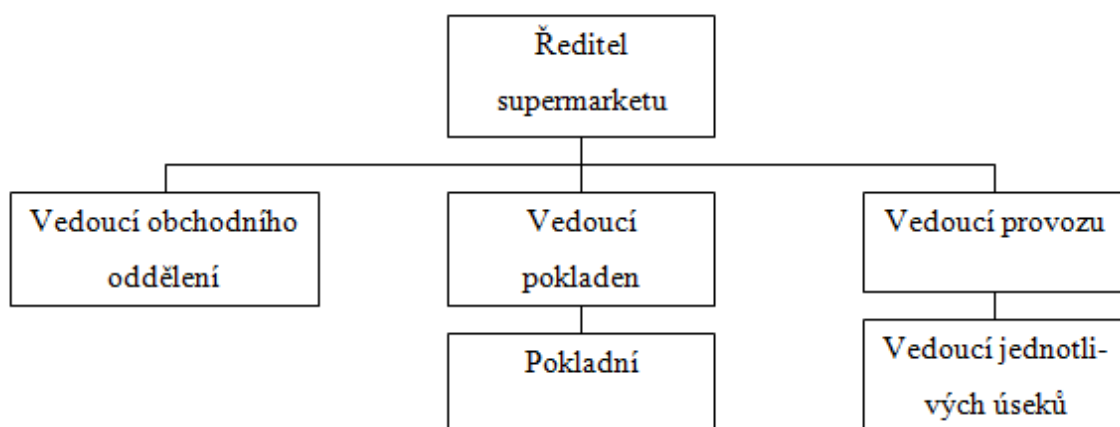 Ředitel
supermarketu
Vedoucí obchodního
oddělení
Vedoucí
pokladen
Vedoucí provozu
Pokladní
Vedoucí jednotli-
vých úseků